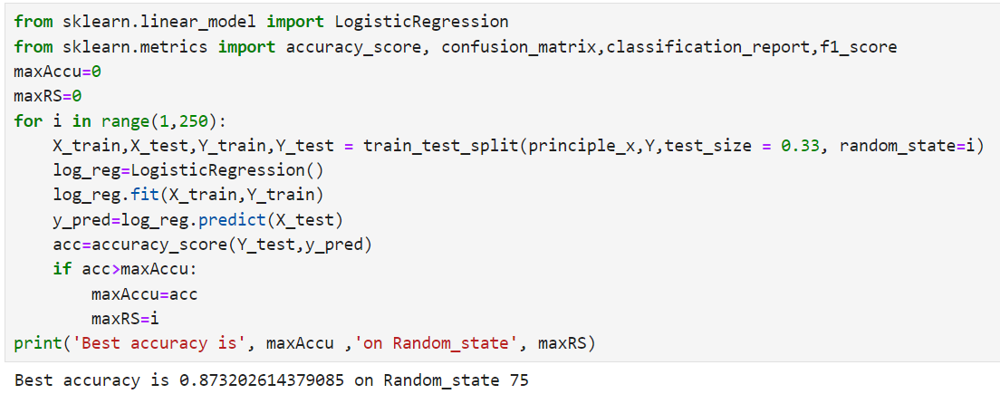 from sklearn.linear_model import LogisticRegression
from sklearn.metrics import accuracy_score, confusion_matrix,classification_report,f1_score
maxAccu=0
maxRS=0
for i in range(1,250):
    X_train,X_test,Y_train,Y_test = train_test_split(principle_x,Y,test_size = 0.33, random_state=i)
    log_reg=LogisticRegression()
    log_reg.fit(X_train,Y_train)
    y_pred=log_reg.predict(X_test)
    acc=accuracy_score(Y_test,y_pred)
    if acc>maxAccu:
        maxAccu=acc
        maxRS=i
print('Best accuracy is', maxAccu ,'on Random_state', maxRS)
Best accuracy is 0.873202614379085 on Random_state 75